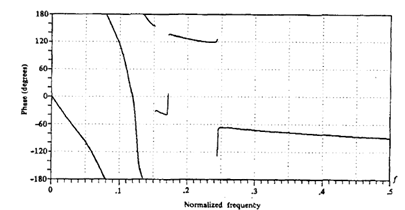 Phase (degrees)
180
120
60
0
-60
-120
-180
0 .1 .2 .3 .4 .5 f
Normalized frequency